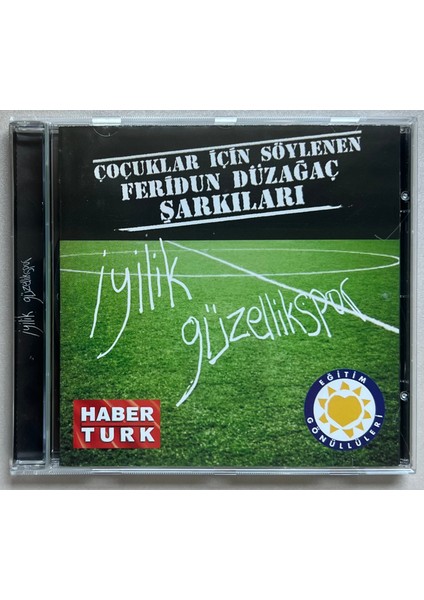 ÇOÇUKLAR İÇİN SÖYLENEN
FERİDUN DÜZAĞAÇ
ŞARKILARI
iyilik
güzellikspor
iyilik güzellikspor
HABER
TURK
EĞİTİM
GÖNÜLLÜLERİ